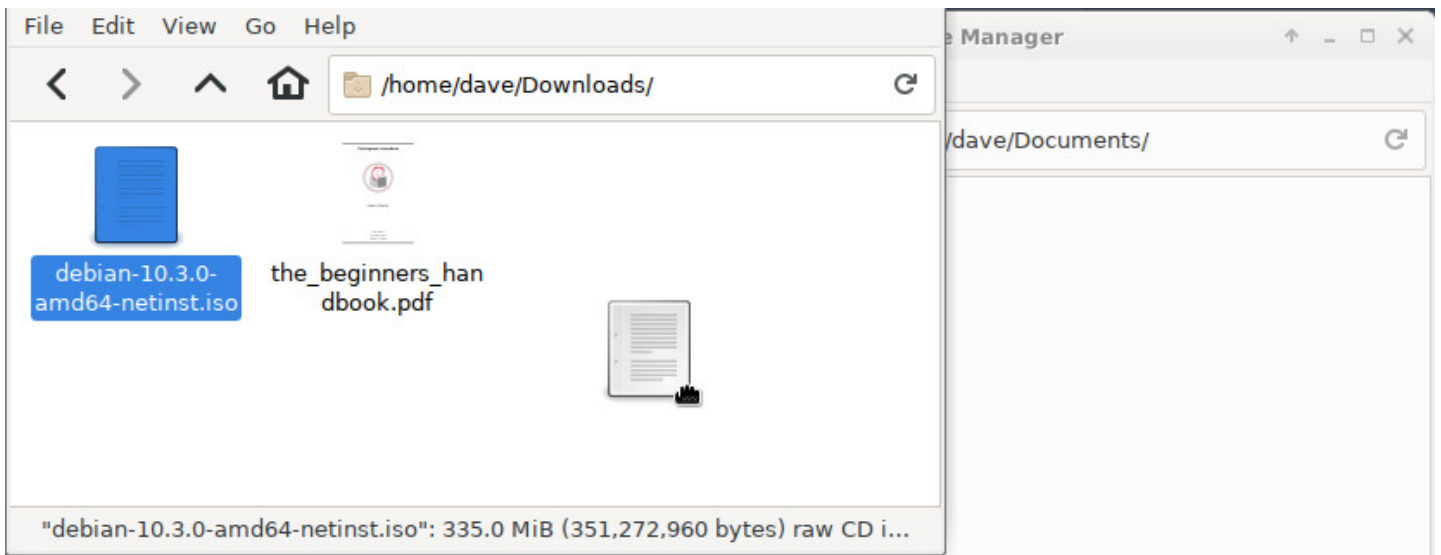 File Edit View Go Help
/home/dave/Downloads/
debian-10.3.0-
amd64-netinst.iso
the_beginners_han
dbook.pdf
"debian-10.3.0-amd64-netinst.iso": 335.0 MiB (351,272,960 bytes) raw CD i...
Manager
/dave/Documents/